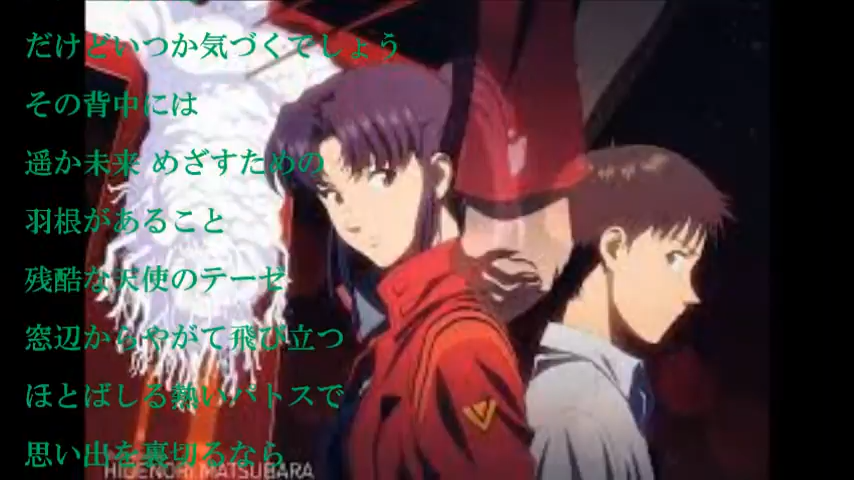 だけどいつか気づくでしょう
その背中には
遥か未来 めざすための
羽根があること
残酷な天使のテーゼ
窓辺からやがて飛び立つ
ほとばしる熱いパトスで
思い出を裏切るなら
HIDENORI MATSUBARA